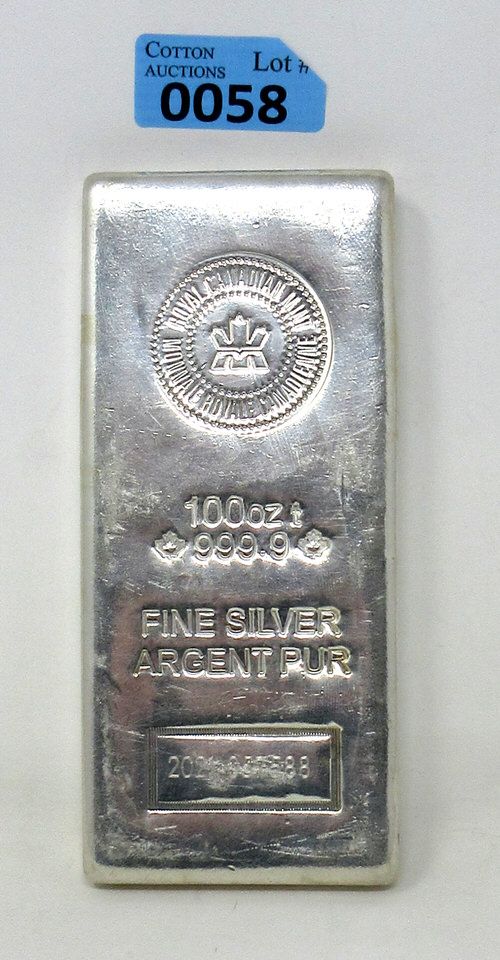 COTTON
AUCTIONS
Lot #
0058
ROYAL CANADIAN MINT
MONNAIE ROYALE CANADIENNE
100oz t
999.9
FINE SILVER
ARGENT PUR